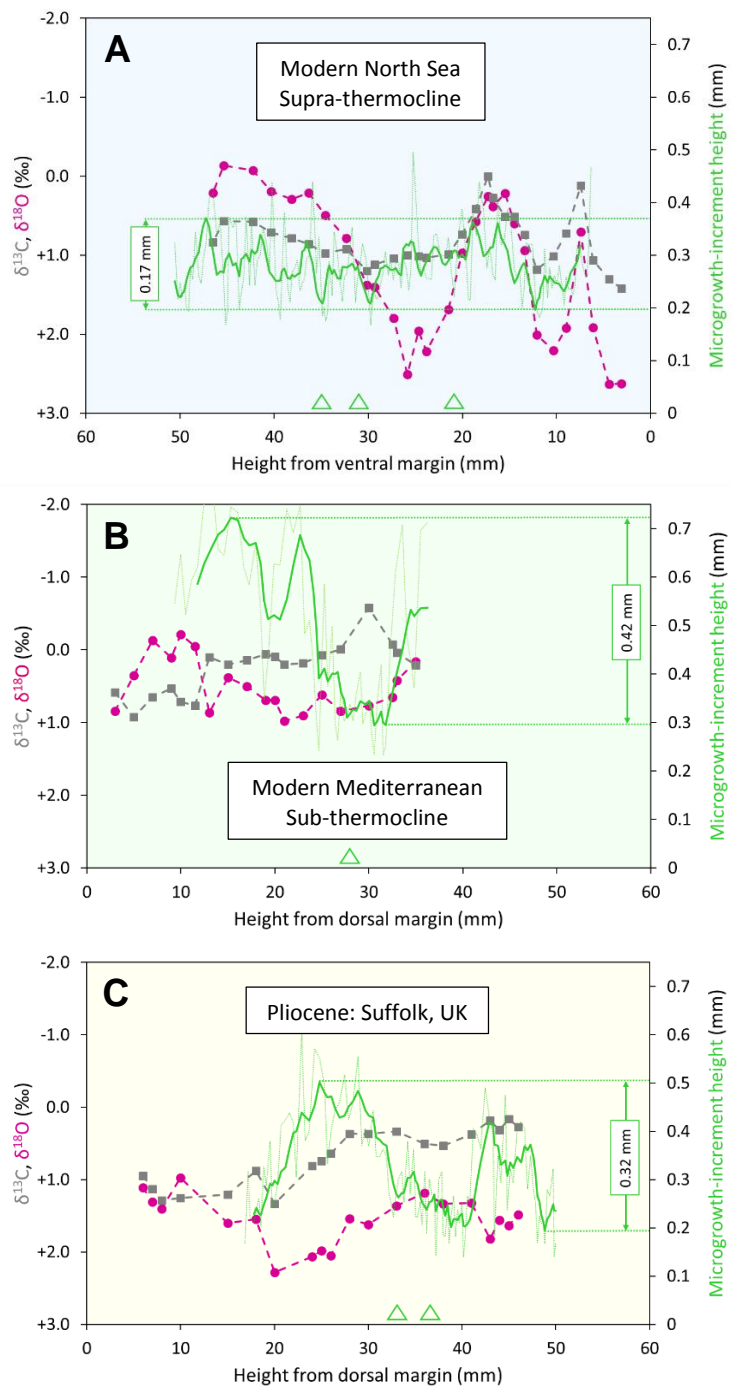 A
Modern North Sea
Supra-thermocline
-2.0
-1.0
0.0
+1.0
+2.0
+3.0
δ13C, δ18O (‰)
0.17 mm
0.7
0.6
0.5
0.4
0.3
0.2
0.1
0
Microgrowth-increment height (mm)
60 50 40 30 20 10 0
Height from ventral margin (mm)
B
-2.0
-1.0
0.0
+1.0
+2.0
+3.0
δ13C, δ18O (‰)
0.42 mm
Modern Mediterranean
Sub-thermocline
0.7
0.6
0.5
0.4
0.3
0.2
0.1
0
Microgrowth-increment height (mm)
0 10 20 30 40 50 60
Height from dorsal margin (mm)
C
Pliocene: Suffolk, UK
-2.0
-1.0
0.0
+1.0
+2.0
+3.0
δ13C, δ18O (‰)
0.32 mm
0.7
0.6
0.5
0.4
0.3
0.2
0.1
0
Microgrowth-increment height (mm)
0 10 20 30 40 50 60
Height from dorsal margin (mm)